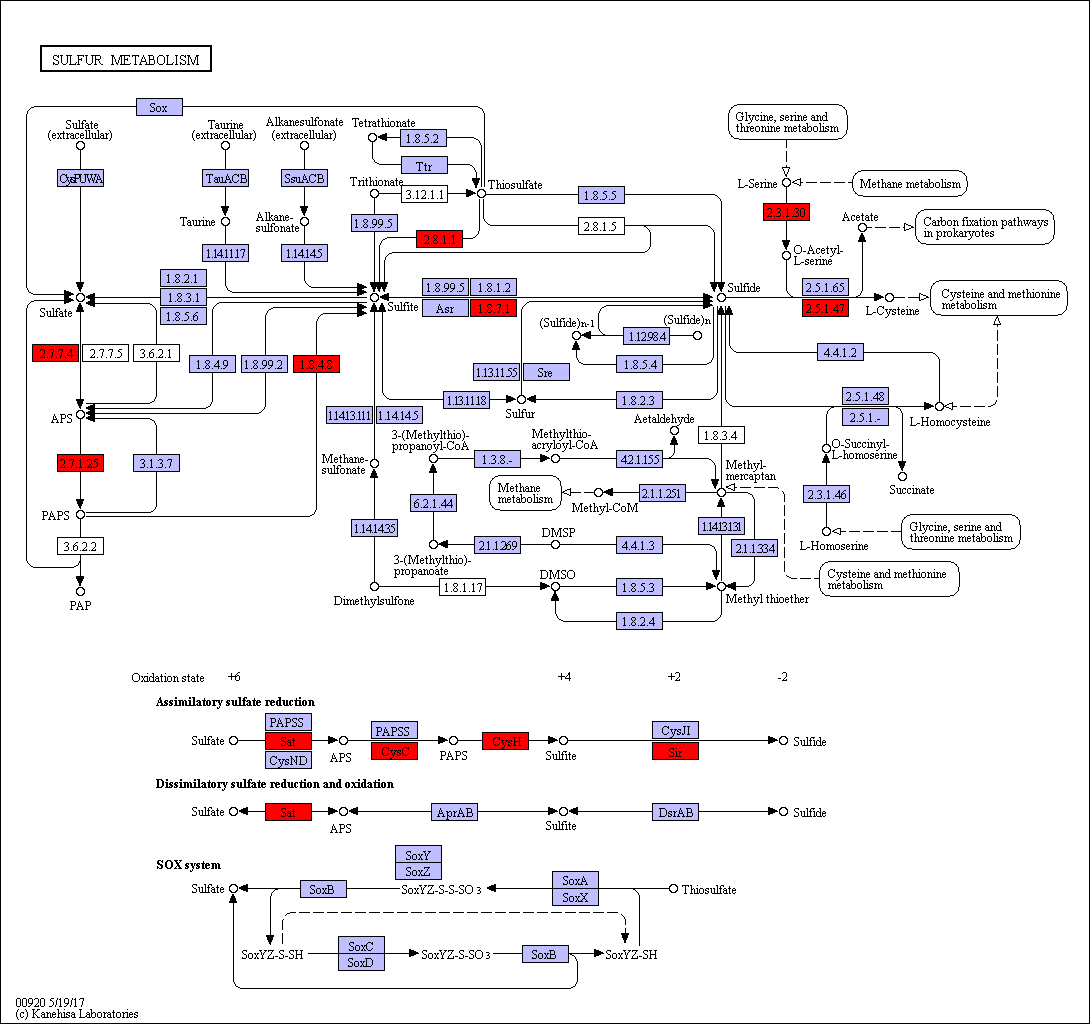 SULFUR METABOLISM
Sox
Sulfate
(extracellular)
Taurine
(extracellular)
Alkanesulfonate
(extracellular)
Tetrathionate
1.8.5.2
Ttr
Glycine, serine and
threonine metabolism
CysPUWA
TauACB
SsuACB
Trithionate
3.12.1.1
Thiosulfate
1.8.5.5
L-Serine
Methane metabolism
Taurine
Alkane-
sulfonate
1.8.99.5
2.8.1.1
2.8.1.5
2.3.1.30
Acetate
Carbon fixation pathways
in prokaryotes
1.14.11.17
1.14.14.5
O-Acetyl-
L-serine
1.8.2.1
1.8.3.1
1.8.5.6
1.8.99.5
1.8.1.2
Asr
1.8.7.1
Sulfate
Sulfite
Sulfide
2.5.1.65
2.5.1.47
L-Cysteine
Cysteine and methionine
metabolism
(Sulfide)n-1
(Sulfide)n
1.12.98.4
2.7.7.4
2.7.7.5
3.6.2.1
1.8.4.9
1.8.99.2
1.8.4.8
1.13.11.55
Sre
1.8.5.4
4.4.1.2
APS
1.13.11.18
Sulfur
1.8.2.3
2.5.1.48
2.5.1.-
L-Homocysteine
1.14.13.111
1.14.14.5
3-(Methylthio)-
propanoyl-CoA
Methylthio-
acryloyl-CoA
Aetaldehyde
1.8.3.4
2.7.1.25
3.1.3.7
Methane-
sulfonate
1.3.8.-
4.2.1.155
Methyl-
mercaptan
O-Succinyl-
L-homoserine
Succinate
Methane
metabolism
Methyl-CoM
2.1.1.251
6.2.1.44
2.3.1.46
PAPS
1.14.14.35
1.14.13.131
3.6.2.2
3-(Methylthio)-
propanoate
2.1.1.269
DMSP
4.4.1.3
2.1.1.334
L-Homoserine
Glycine, serine and
threonine metabolism
PAP
Dimethylsulfone
1.8.1.17
DMSO
1.8.5.3
Methyl thioether
Cysteine and methionine
metabolism
1.8.2.4
Oxidation state
+6
+4
+2
-2
Assimilatory sulfate reduction
PAPSS
PAPSS
CysJI
Sulfate
Sat
APS
CysC
PAPS
CysH
Sulfite
Sir
Sulfide
CysND
Dissimilatory sulfate reduction and oxidation
Sulfate
Sat
APS
AprAB
Sulfite
DsrAB
Sulfide
SOX system
SoxY
SoxZ
Sulfate
SoxB
SoxYZ-S-S-SO3
SoxA
SoxX
Thiosulfate
SoxYZ-S-SH
SoxC
SoxD
SoxYZ-S-SO3
SoxB
SoxYZ-SH
00920 5/19/17
(c) Kanehisa Laboratories